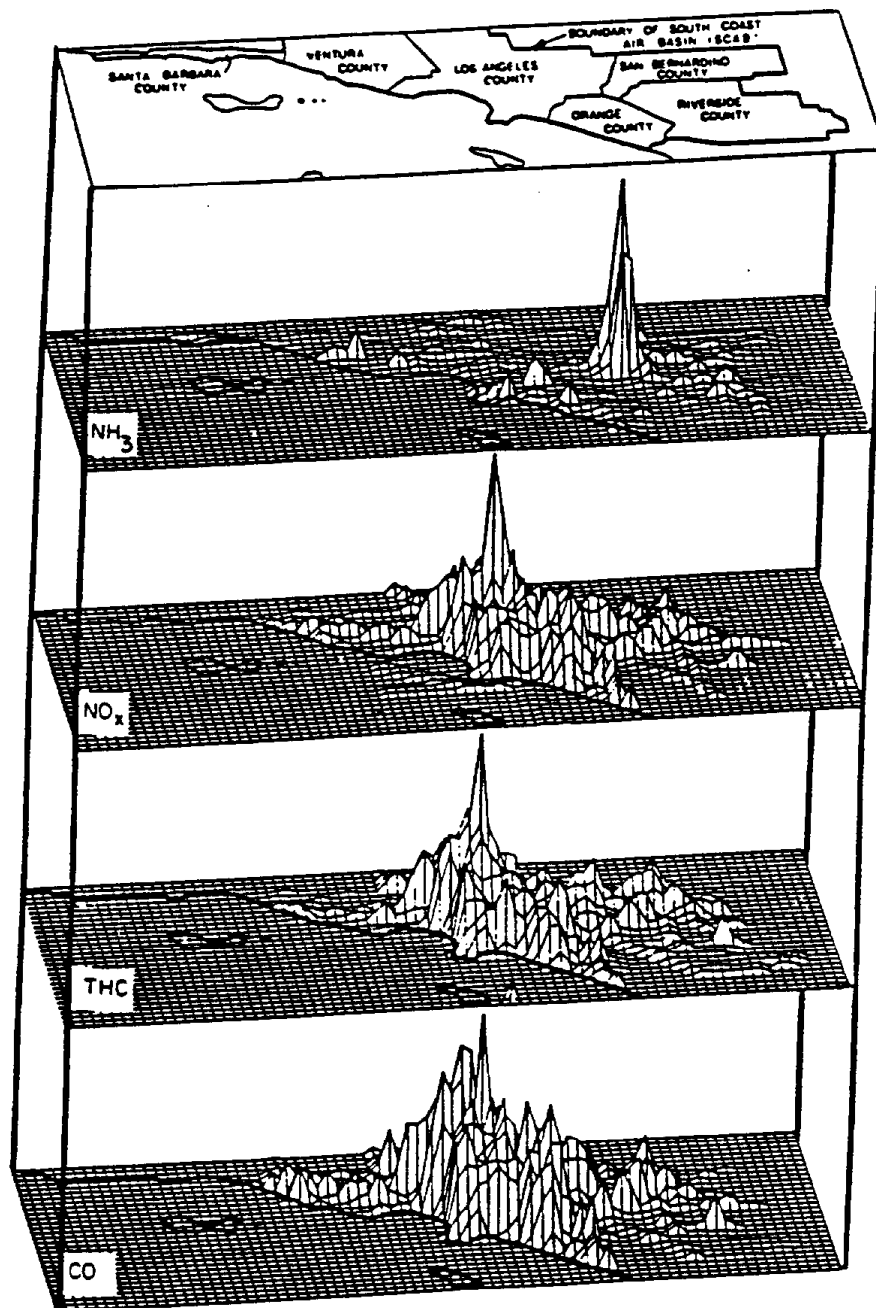 BOUNDARY OF SOUTH COAST
AIR BASIN (SCAB)
VENTURA
COUNTY
SANTA BARBARA
COUNTY
LOS ANGELES
COUNTY
SAN BERNARDINO
COUNTY
ORANGE
COUNTY
RIVERSIDE
COUNTY
NH3
NOx
THC
CO